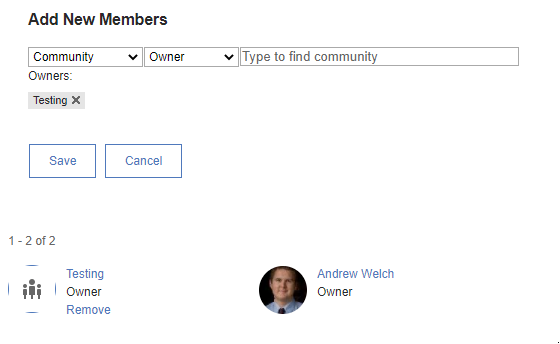 Add New Members
Community Owner Type to find community
Owners:
Testing
Save Cancel
1 - 2 of 2
Testing Andrew Welch
Owner Owner
Remove